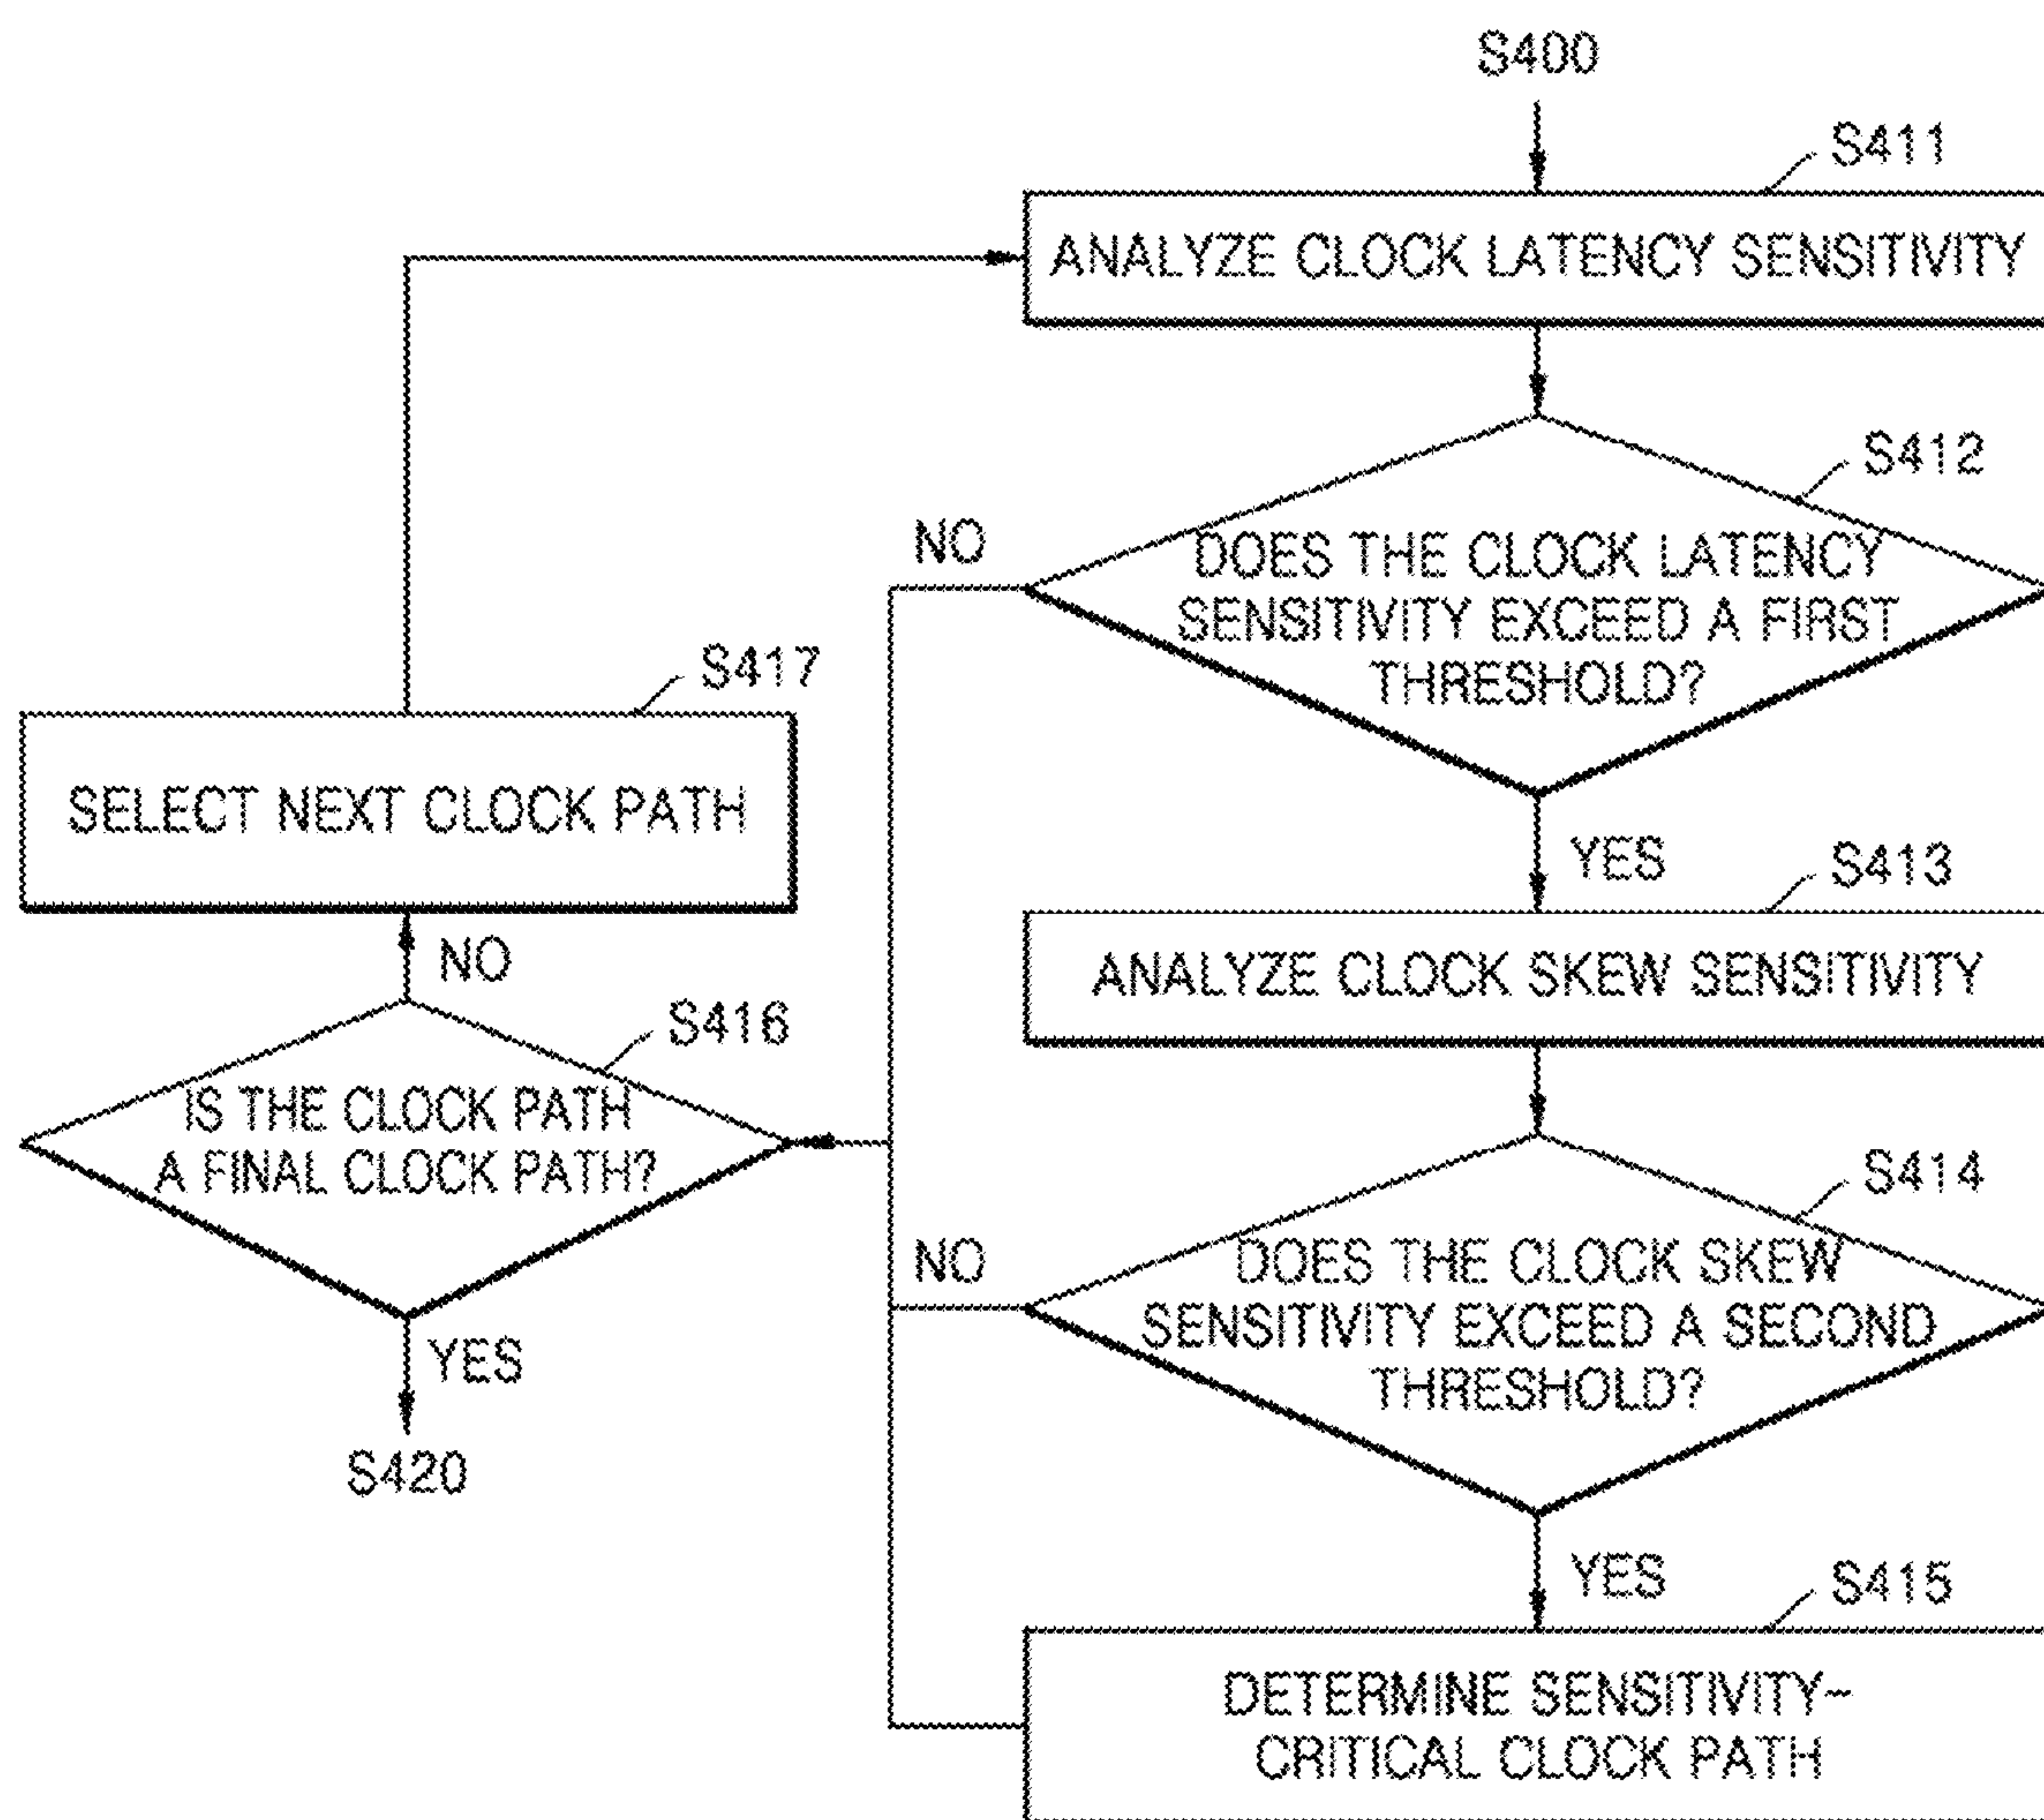 S400
S411
ANALYZE CLOCK LATENCY SENSITIVITY
S412
NO
DOES THE CLOCK LATENCY
SENSITIVITY EXCEED A FIRST
THRESHOLD?
S417
SELECT NEXT CLOCK PATH
YES
S413
ANALYZE CLOCK SKEW SENSITIVITY
NO
S416
IS THE CLOCK PATH
A FINAL CLOCK PATH?
S414
NO
DOES THE CLOCK SKEW
SENSITIVITY EXCEED A SECOND
THRESHOLD?
YES
S420
YES
S415
DETERMINE SENSITIVITY-
CRITICAL CLOCK PATH